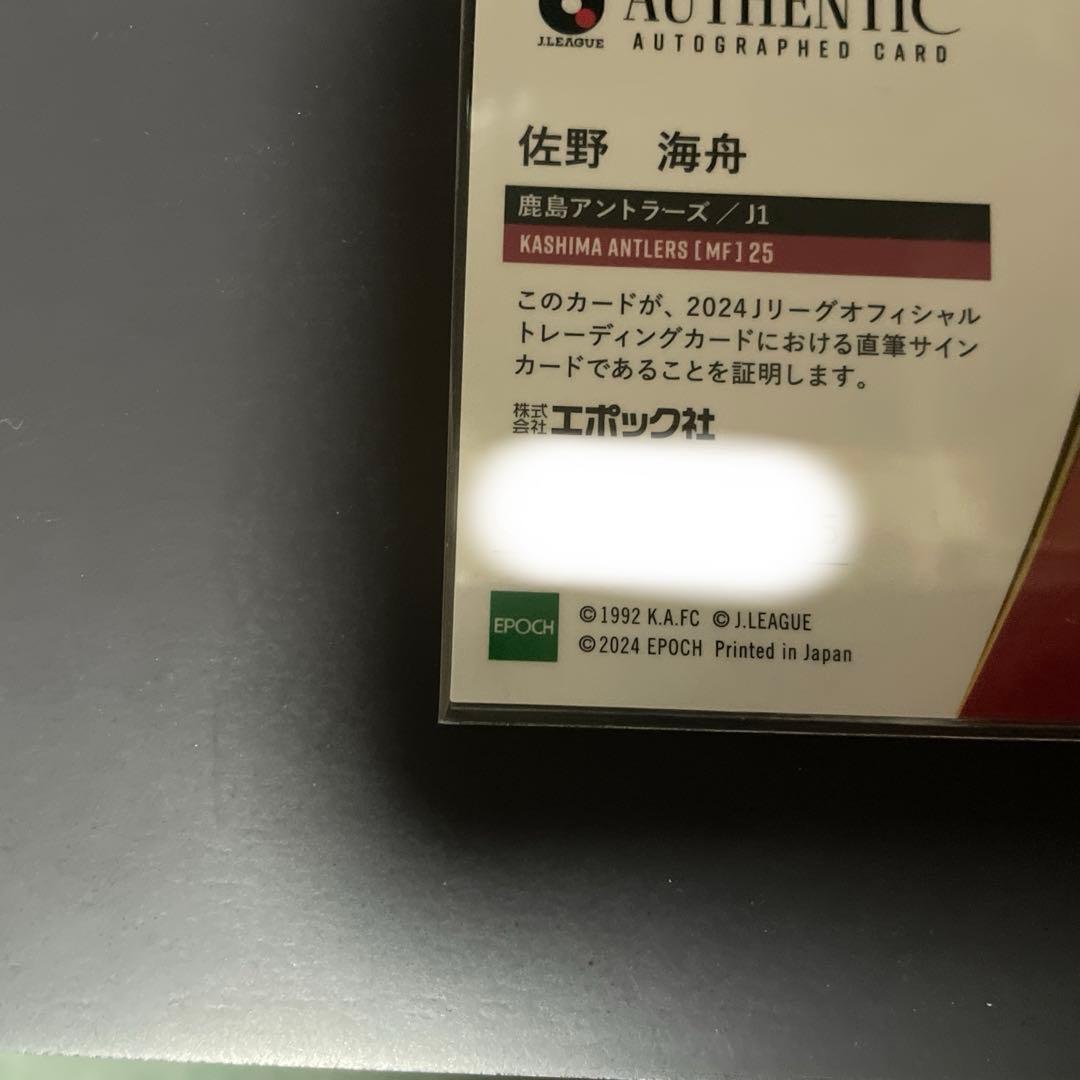 J.LEAGUE
AUTHENTIC
AUTOGRAPHED CARD
佐野 海舟
鹿島アントラーズ / J1
KASHIMA ANTLERS [MF] 25
このカードが、2024Jリーグオフィシャル
トレーディングカードにおける直筆サイン
カードであることを証明します。
株式会社エポック社
EPOCH
©1992 K.A.FC ©J.LEAGUE
©2024 EPOCH Printed in Japan